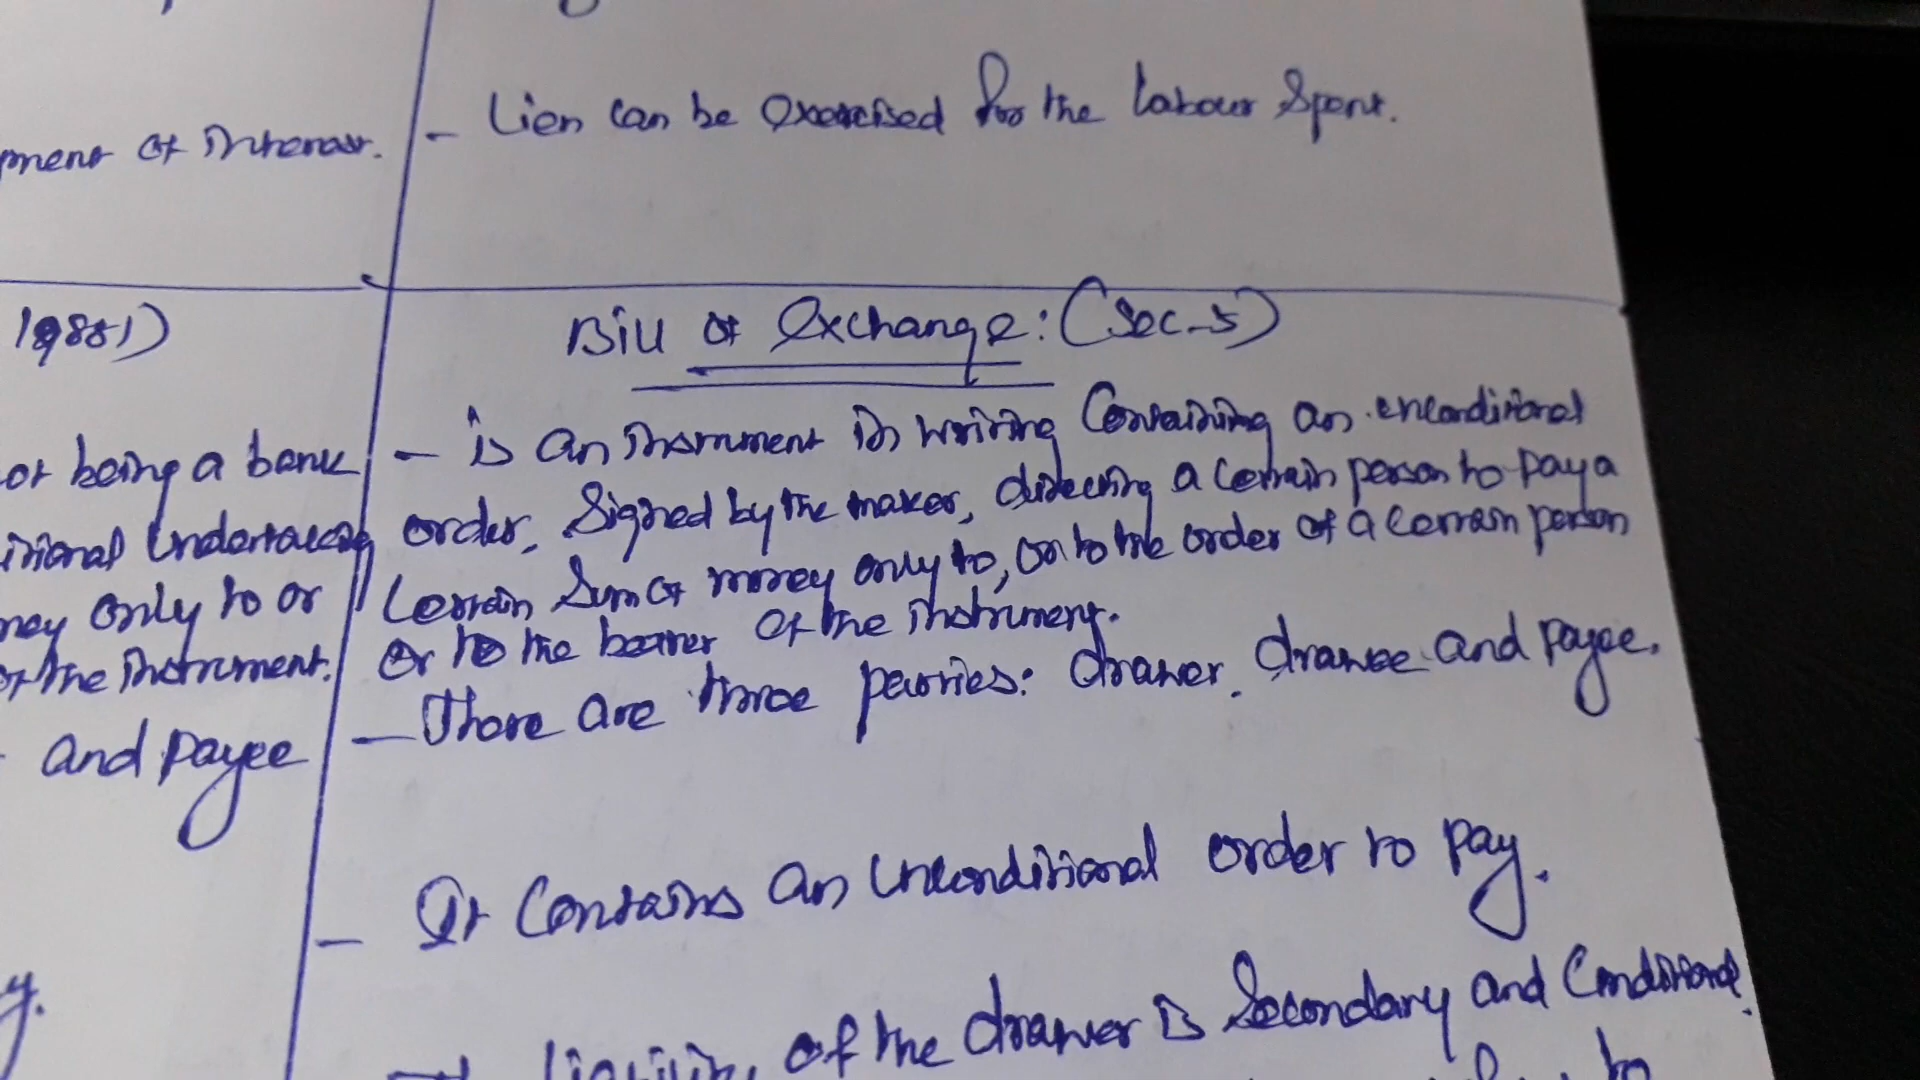 - Lien can be exercised for the labour spent.
pment of interest.
Bill of Exchange: (Sec-5)
- is an instrument in writing containing an unconditional
order, signed by the maker, directing a certain person to pay a
certain sum of money only to, or to the order of a certain person
or to the bearer of the instrument.
- There are three parties: drawer, drawee and payee.
- It contains an unconditional order to pay.
of the drawer is secondary and conditional.
to
ot being a bank
itional undertaking
ney only to or
of the instrument.
and payee
y.